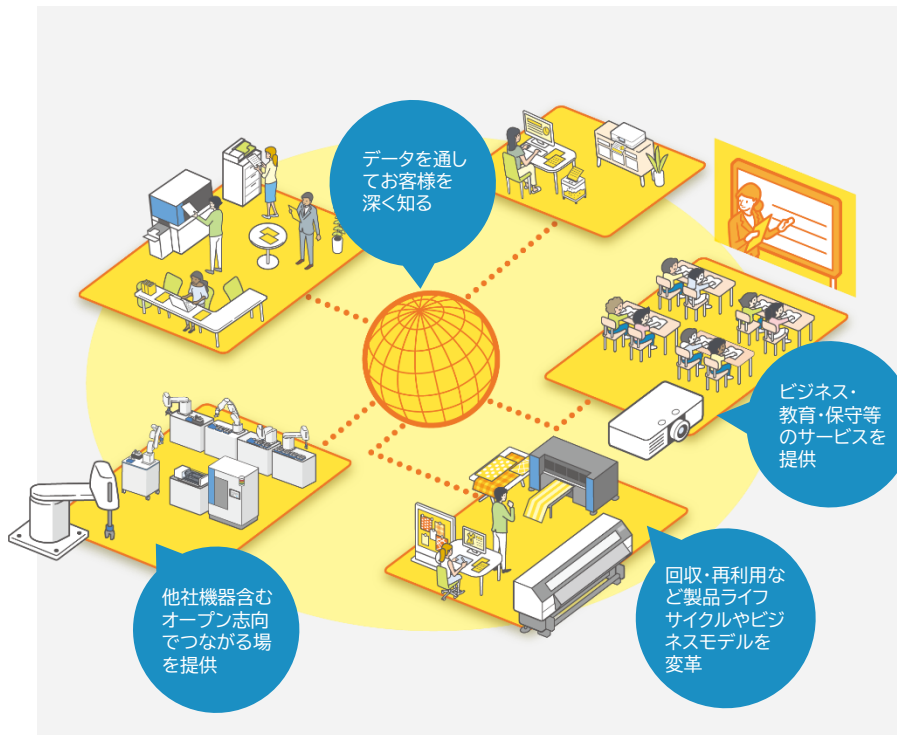 データを通し
てお客様を
深く知る
ビジネス・
教育・保守等
のサービスを
提供
他社機器含む
オープン志向
でつながる場
を提供
回収・再利用な
ど製品ライフ
サイクルやビジ
ネスモデルを
変革